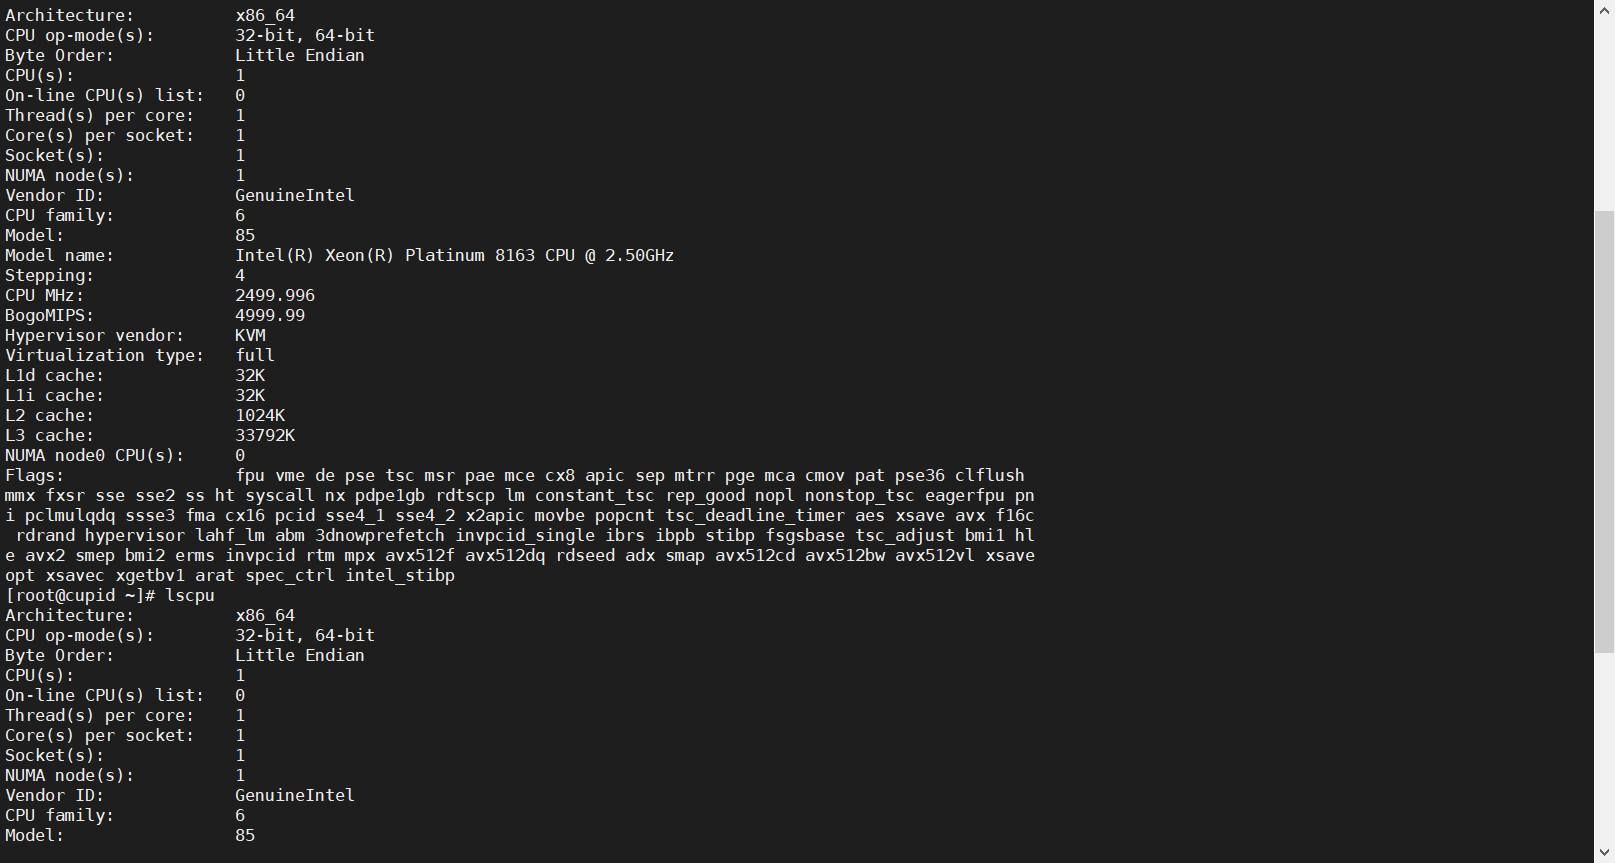 Architecture:          x86_64
CPU op-mode(s):        32-bit, 64-bit
Byte Order:            Little Endian
CPU(s):                1
On-line CPU(s) list:   0
Thread(s) per core:    1
Core(s) per socket:    1
Socket(s):             1
NUMA node(s):          1
Vendor ID:             GenuineIntel
CPU family:            6
Model:                 85
Model name:            Intel(R) Xeon(R) Platinum 8163 CPU @ 2.50GHz
Stepping:              4
CPU MHz:               2499.996
BogoMIPS:              4999.99
Hypervisor vendor:     KVM
Virtualization type:   full
L1d cache:             32K
L1i cache:             32K
L2 cache:              1024K
L3 cache:              33792K
NUMA node0 CPU(s):     0
Flags:                 fpu vme de pse tsc msr pae mce cx8 apic sep mtrr pge mca cmov pat pse36 clflush
mmx fxsr sse sse2 ss ht syscall nx pdpe1gb rdtscp lm constant_tsc rep_good nopl nonstop_tsc eagerfpu pn
i pclmulqdq ssse3 fma cx16 pcid sse4_1 sse4_2 x2apic movbe popcnt tsc_deadline_timer aes xsave avx f16c
 rdrand hypervisor lahf_lm abm 3dnowprefetch invpcid_single ibrs ibpb stibp fsgsbase tsc_adjust bmi1 hl
e avx2 smep bmi2 erms invpcid rtm mpx avx512f avx512dq rdseed adx smap avx512cd avx512bw avx512vl xsave
opt xsavec xgetbv1 arat spec_ctrl intel_stibp
[root@cupid ~]# lscpu
Architecture:          x86_64
CPU op-mode(s):        32-bit, 64-bit
Byte Order:            Little Endian
CPU(s):                1
On-line CPU(s) list:   0
Thread(s) per core:    1
Core(s) per socket:    1
Socket(s):             1
NUMA node(s):          1
Vendor ID:             GenuineIntel
CPU family:            6
Model:                 85